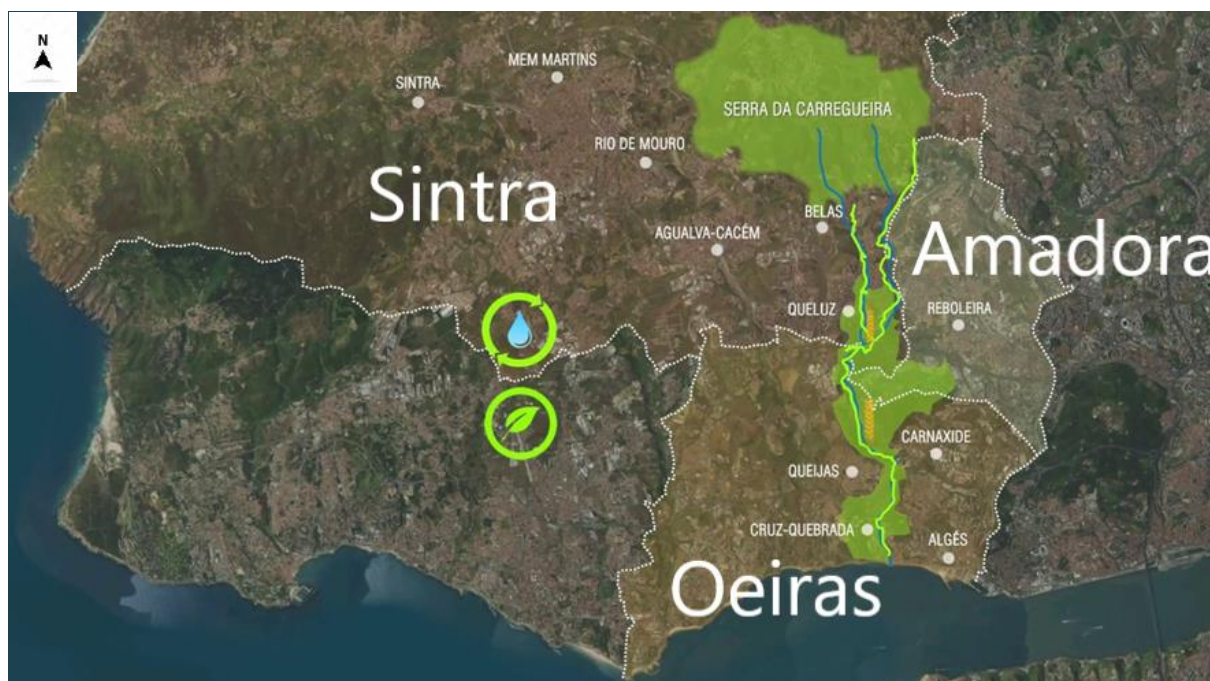 N
MEM MARTINS
SINTRA
SERRA DA CARREGUEIRA
RIO DE MOURO
Sintra
BELAS
AGUALVA-CACÉM
Amadora
QUELUZ
REBOLEIRA
CARNAXIDE
QUEIJAS
CRUZ-QUEBRADA
ALGÉS
Oeiras